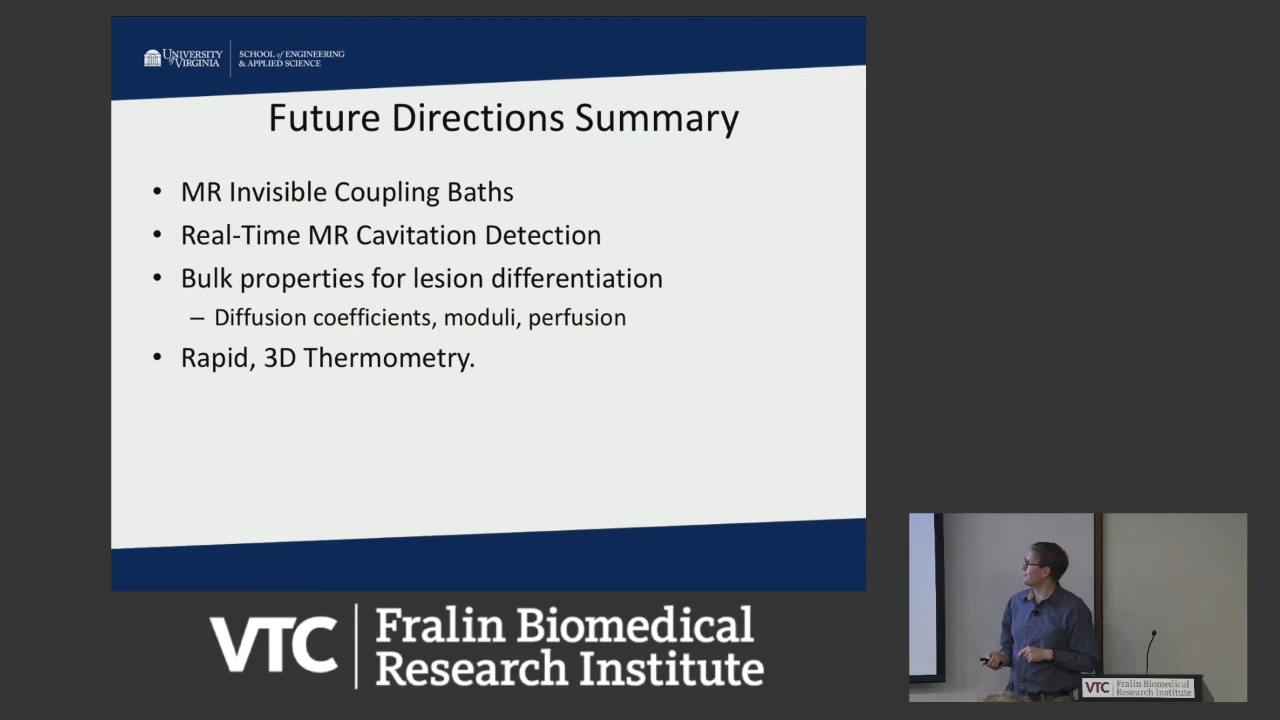 UNIVERSITY of VIRGINIA
SCHOOL of ENGINEERING
& APPLIED SCIENCE
Future Directions Summary
• MR Invisible Coupling Baths
• Real-Time MR Cavitation Detection
• Bulk properties for lesion differentiation
– Diffusion coefficients, moduli, perfusion
• Rapid, 3D Thermometry.
VTC
Fralin Biomedical
Research Institute
VTC
Fralin Biomedical
Research Institute